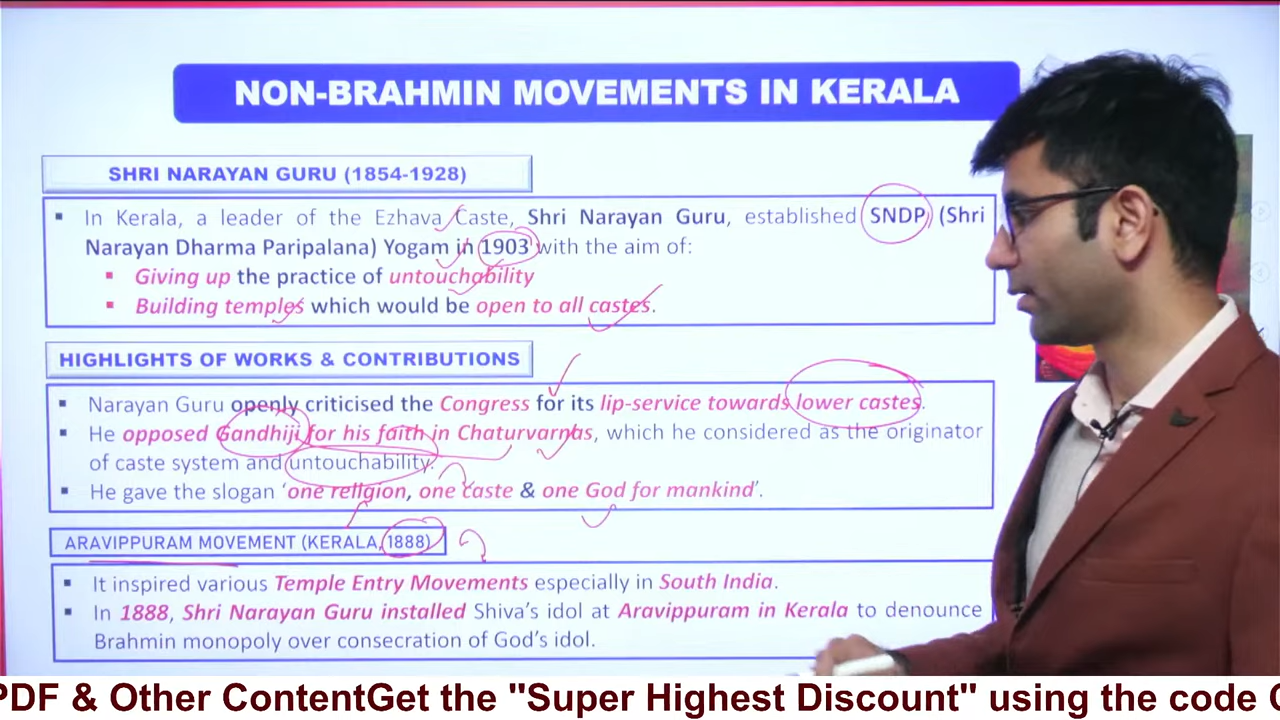 NON-BRAHMIN MOVEMENTS IN KERALA
SHRI NARAYAN GURU (1854-1928)
▪ In Kerala, a leader of the Ezhava Caste, Shri Narayan Guru, established SNDP (Shri
Narayan Dharma Paripalana) Yogam in 1903 with the aim of:
▪ Giving up the practice of untouchability
▪ Building temples which would be open to all castes.
HIGHLIGHTS OF WORKS & CONTRIBUTIONS
▪ Narayan Guru openly criticised the Congress for its lip-service towards lower castes.
▪ He opposed Gandhiji for his faith in Chaturvarnas, which he considered as the originator
of caste system and untouchability.
▪ He gave the slogan ‘one religion, one caste & one God for mankind’.
ARAVIPPURAM MOVEMENT (KERALA, 1888)
▪ It inspired various Temple Entry Movements especially in South India.
▪ In 1888, Shri Narayan Guru installed Shiva’s idol at Aravippuram in Kerala to denounce
Brahmin monopoly over consecration of God’s idol.
PDF & Other ContentGet the "Super Highest Discount" using the code